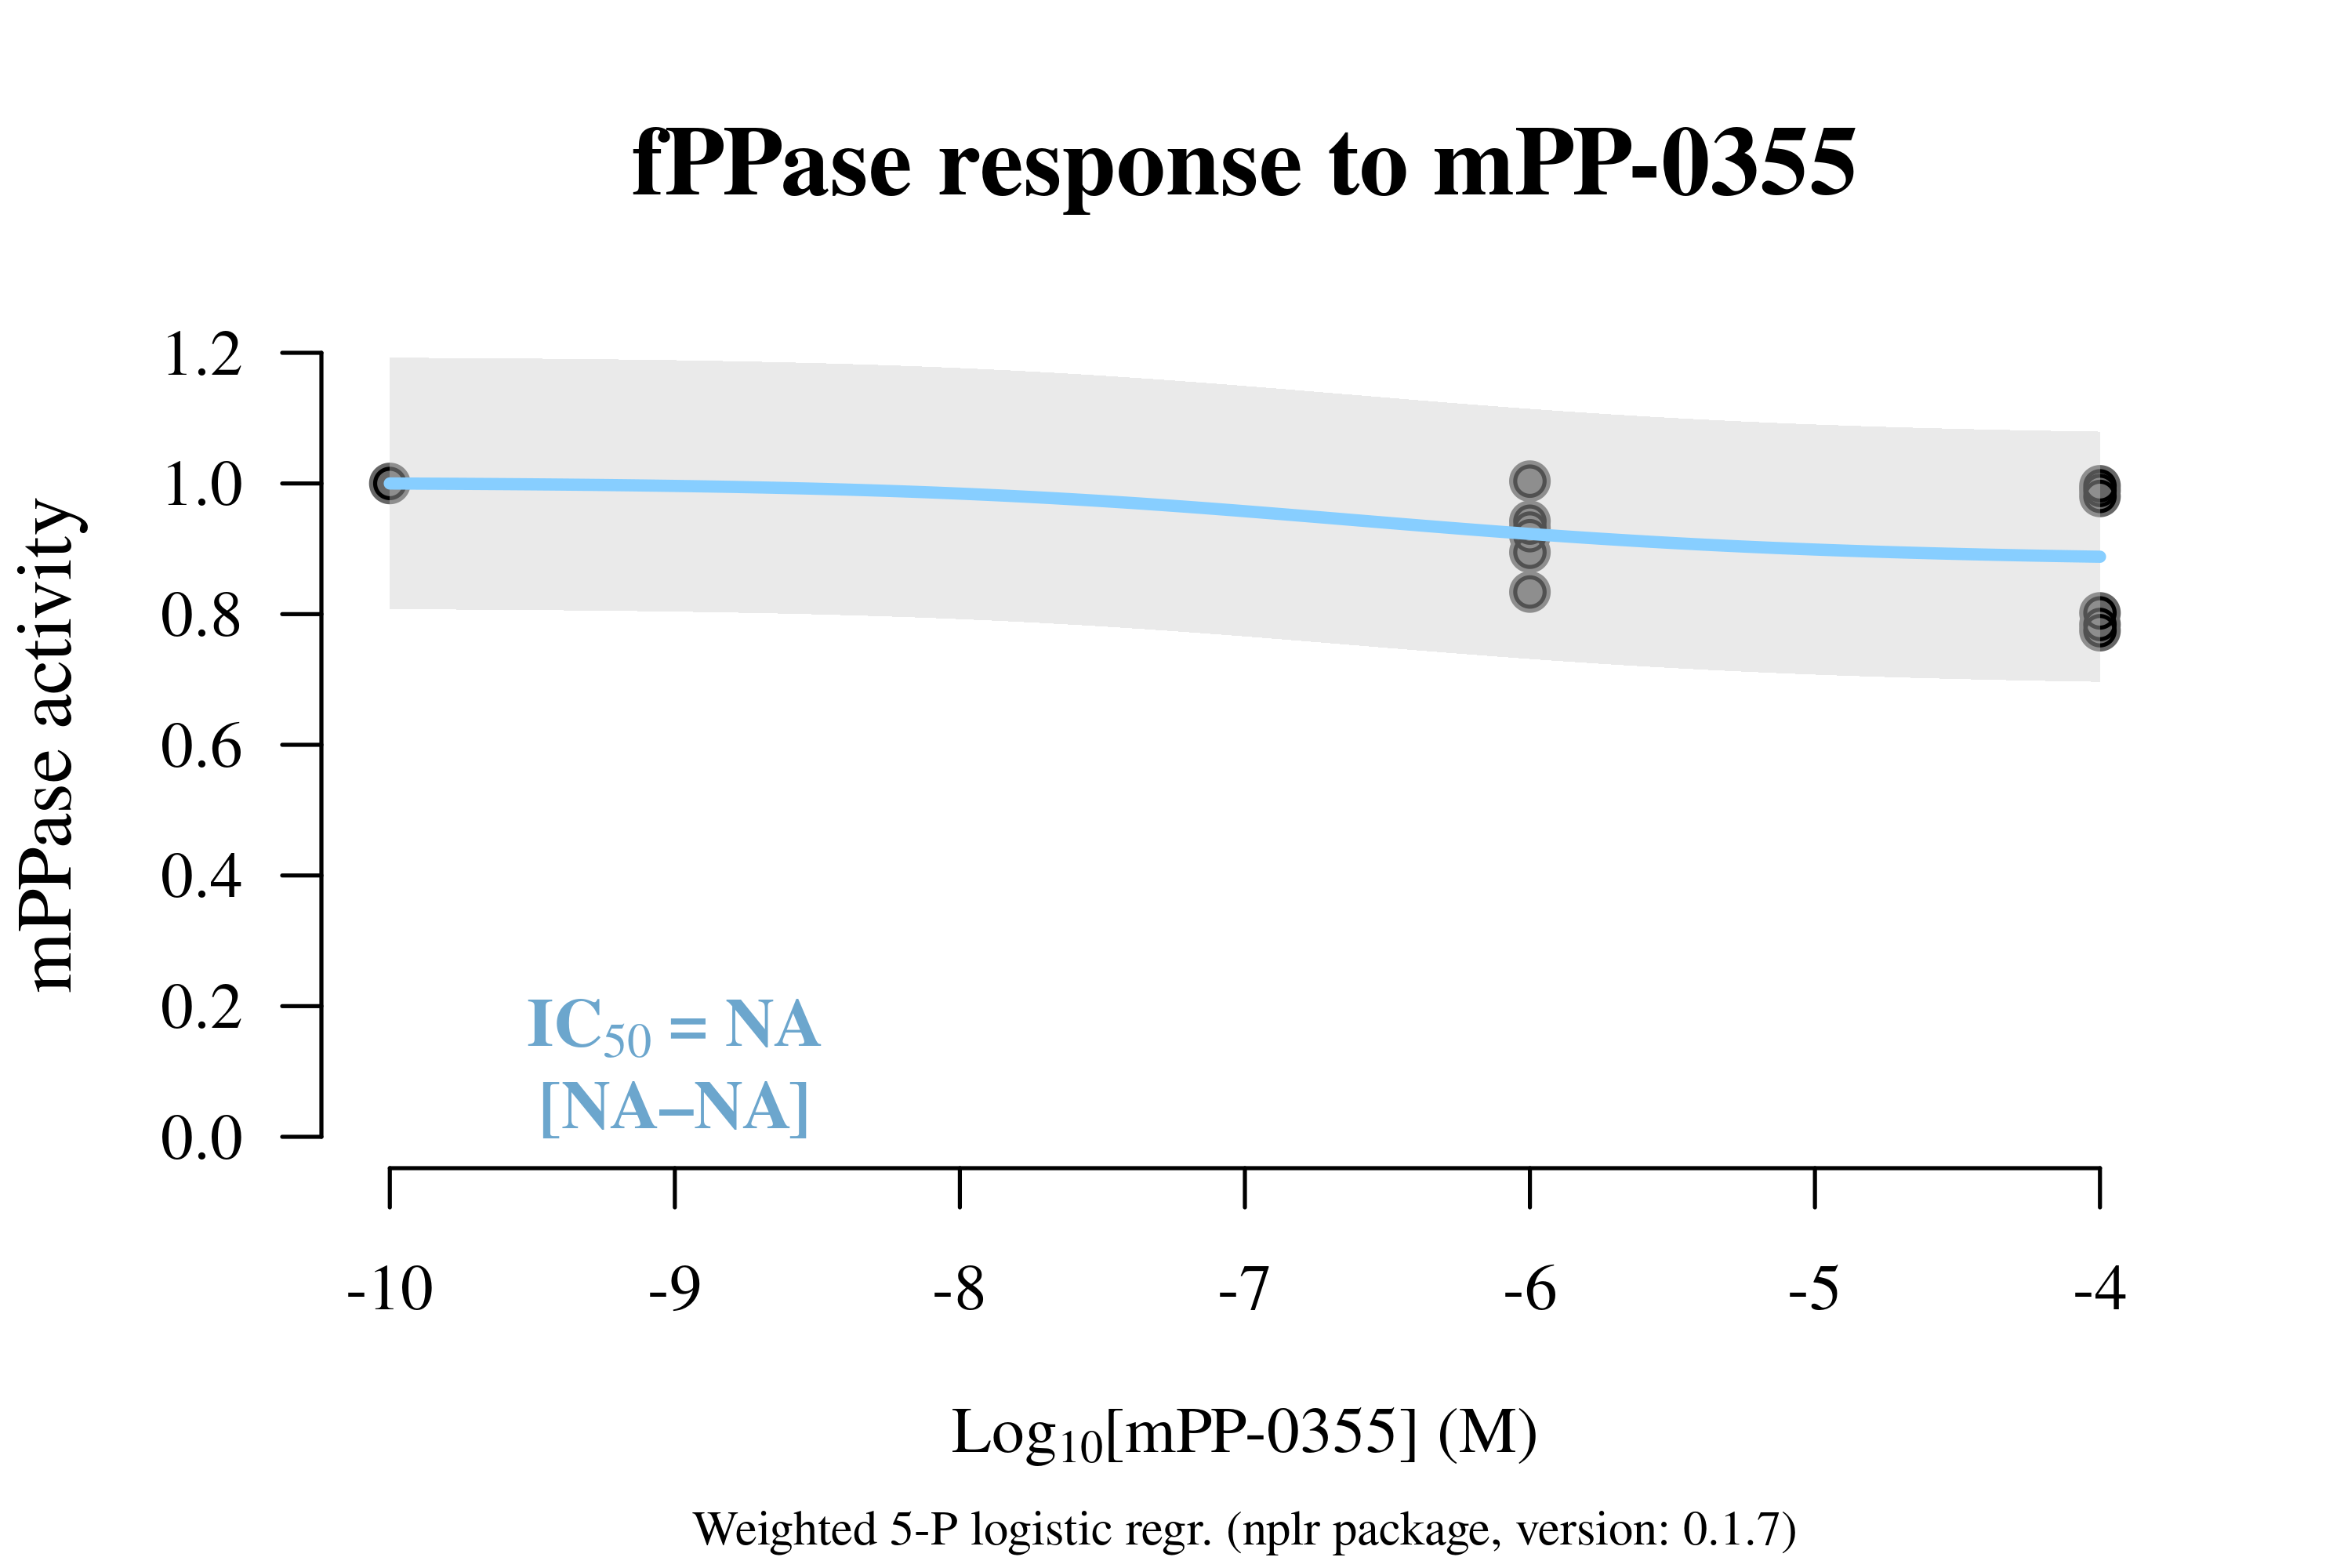 fPPase response to mPP-0355
mPPase activity
1.2
1.0
0.8
0.6
0.4
0.2
0.0
IC50 = NA
[NA–NA]
-10 -9 -8 -7 -6 -5 -4
Log10[mPP-0355] (M)
Weighted 5-P logistic regr. (nplr package, version: 0.1.7)